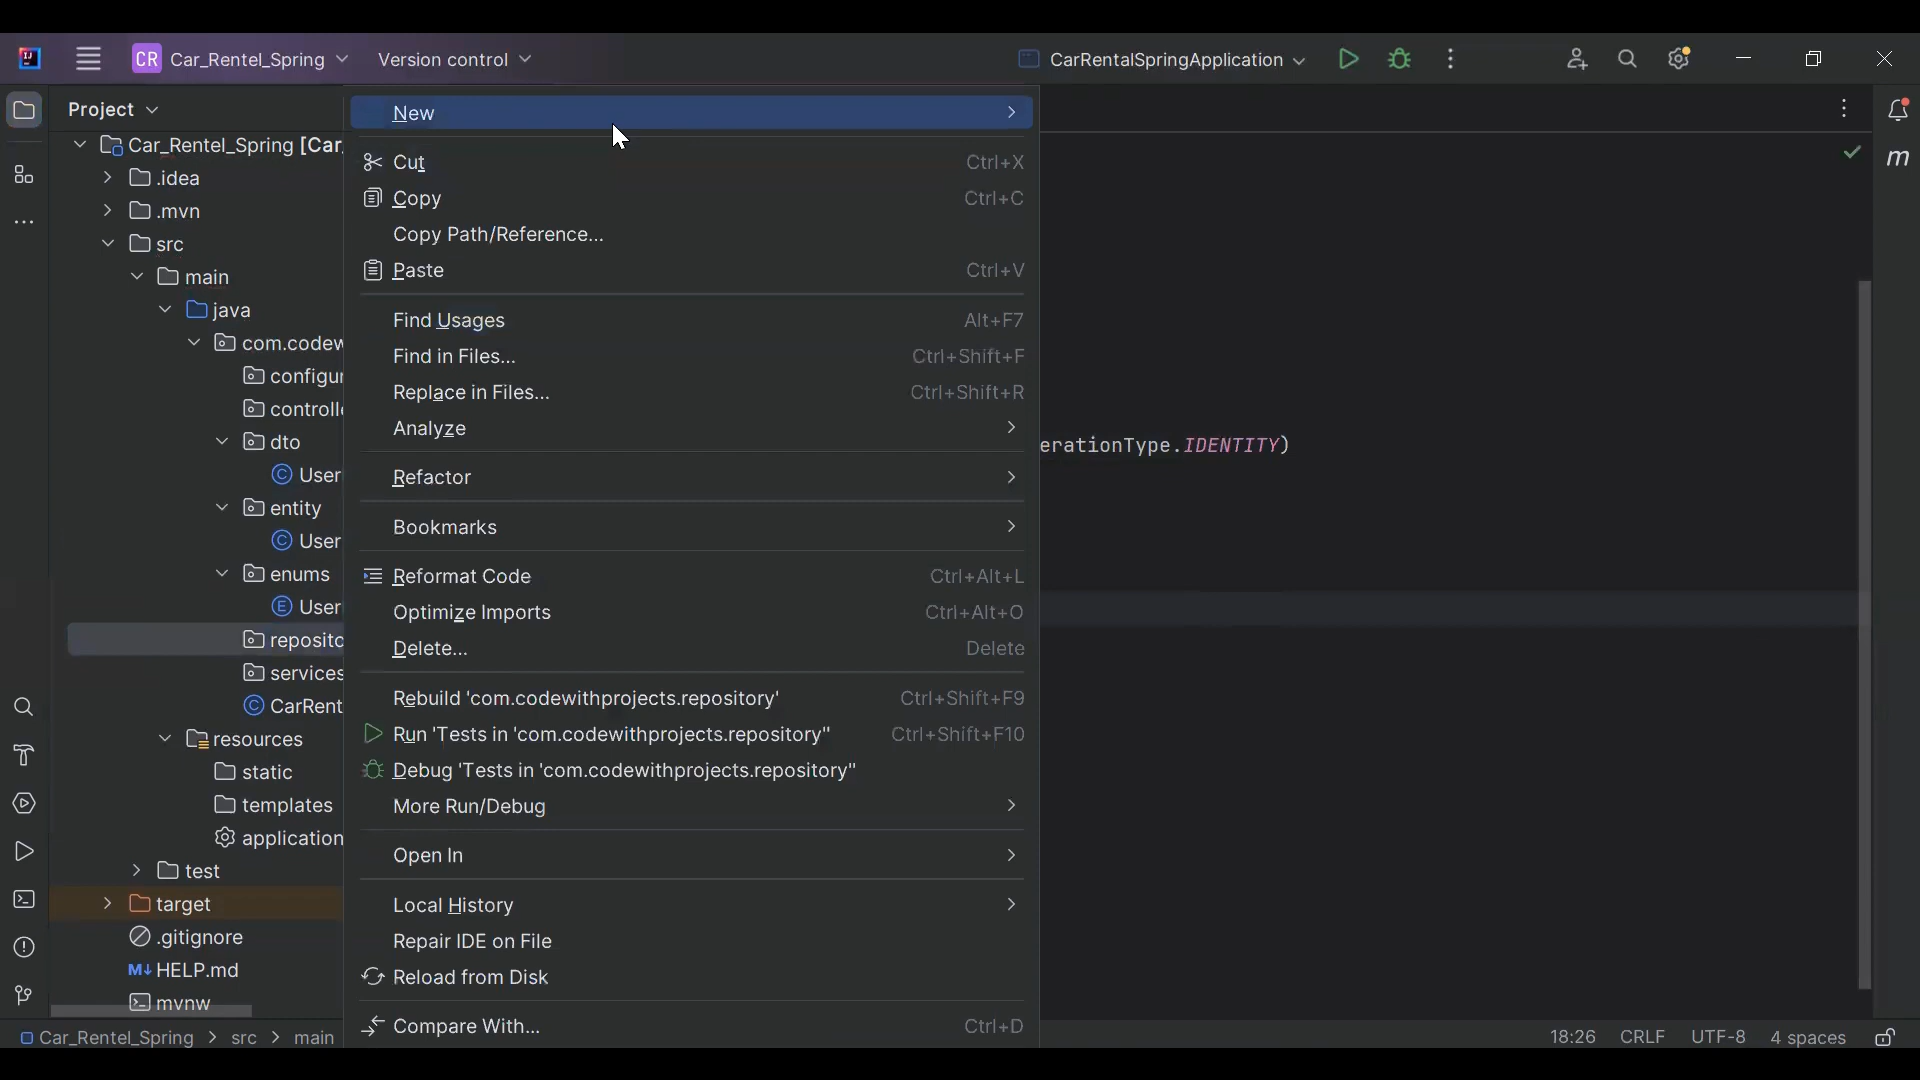 CR Car_Rentel_Spring Version control CarRentalSpringApplication
Project
Car_Rentel_Spring [Car
.idea
.mvn
src
main
java
com.codew
configur
controlle
dto
User
entity
User
enums
User
reposito
services
CarRent
resources
static
templates
application
test
target
.gitignore
M↓ HELP.md
mvnw
New
Cut Ctrl+X
Copy Ctrl+C
Copy Path/Reference...
Paste Ctrl+V
Find Usages Alt+F7
Find in Files... Ctrl+Shift+F
Replace in Files... Ctrl+Shift+R
Analyze
Refactor
Bookmarks
Reformat Code Ctrl+Alt+L
Optimize Imports Ctrl+Alt+O
Delete... Delete
Rebuild 'com.codewithprojects.repository' Ctrl+Shift+F9
Run 'Tests in 'com.codewithprojects.repository'' Ctrl+Shift+F10
Debug 'Tests in 'com.codewithprojects.repository''
More Run/Debug
Open In
Local History
Repair IDE on File
Reload from Disk
Compare With... Ctrl+D
erationType.IDENTITY)
m
Car_Rentel_Spring > src > main
18:26 CRLF UTF-8 4 spaces